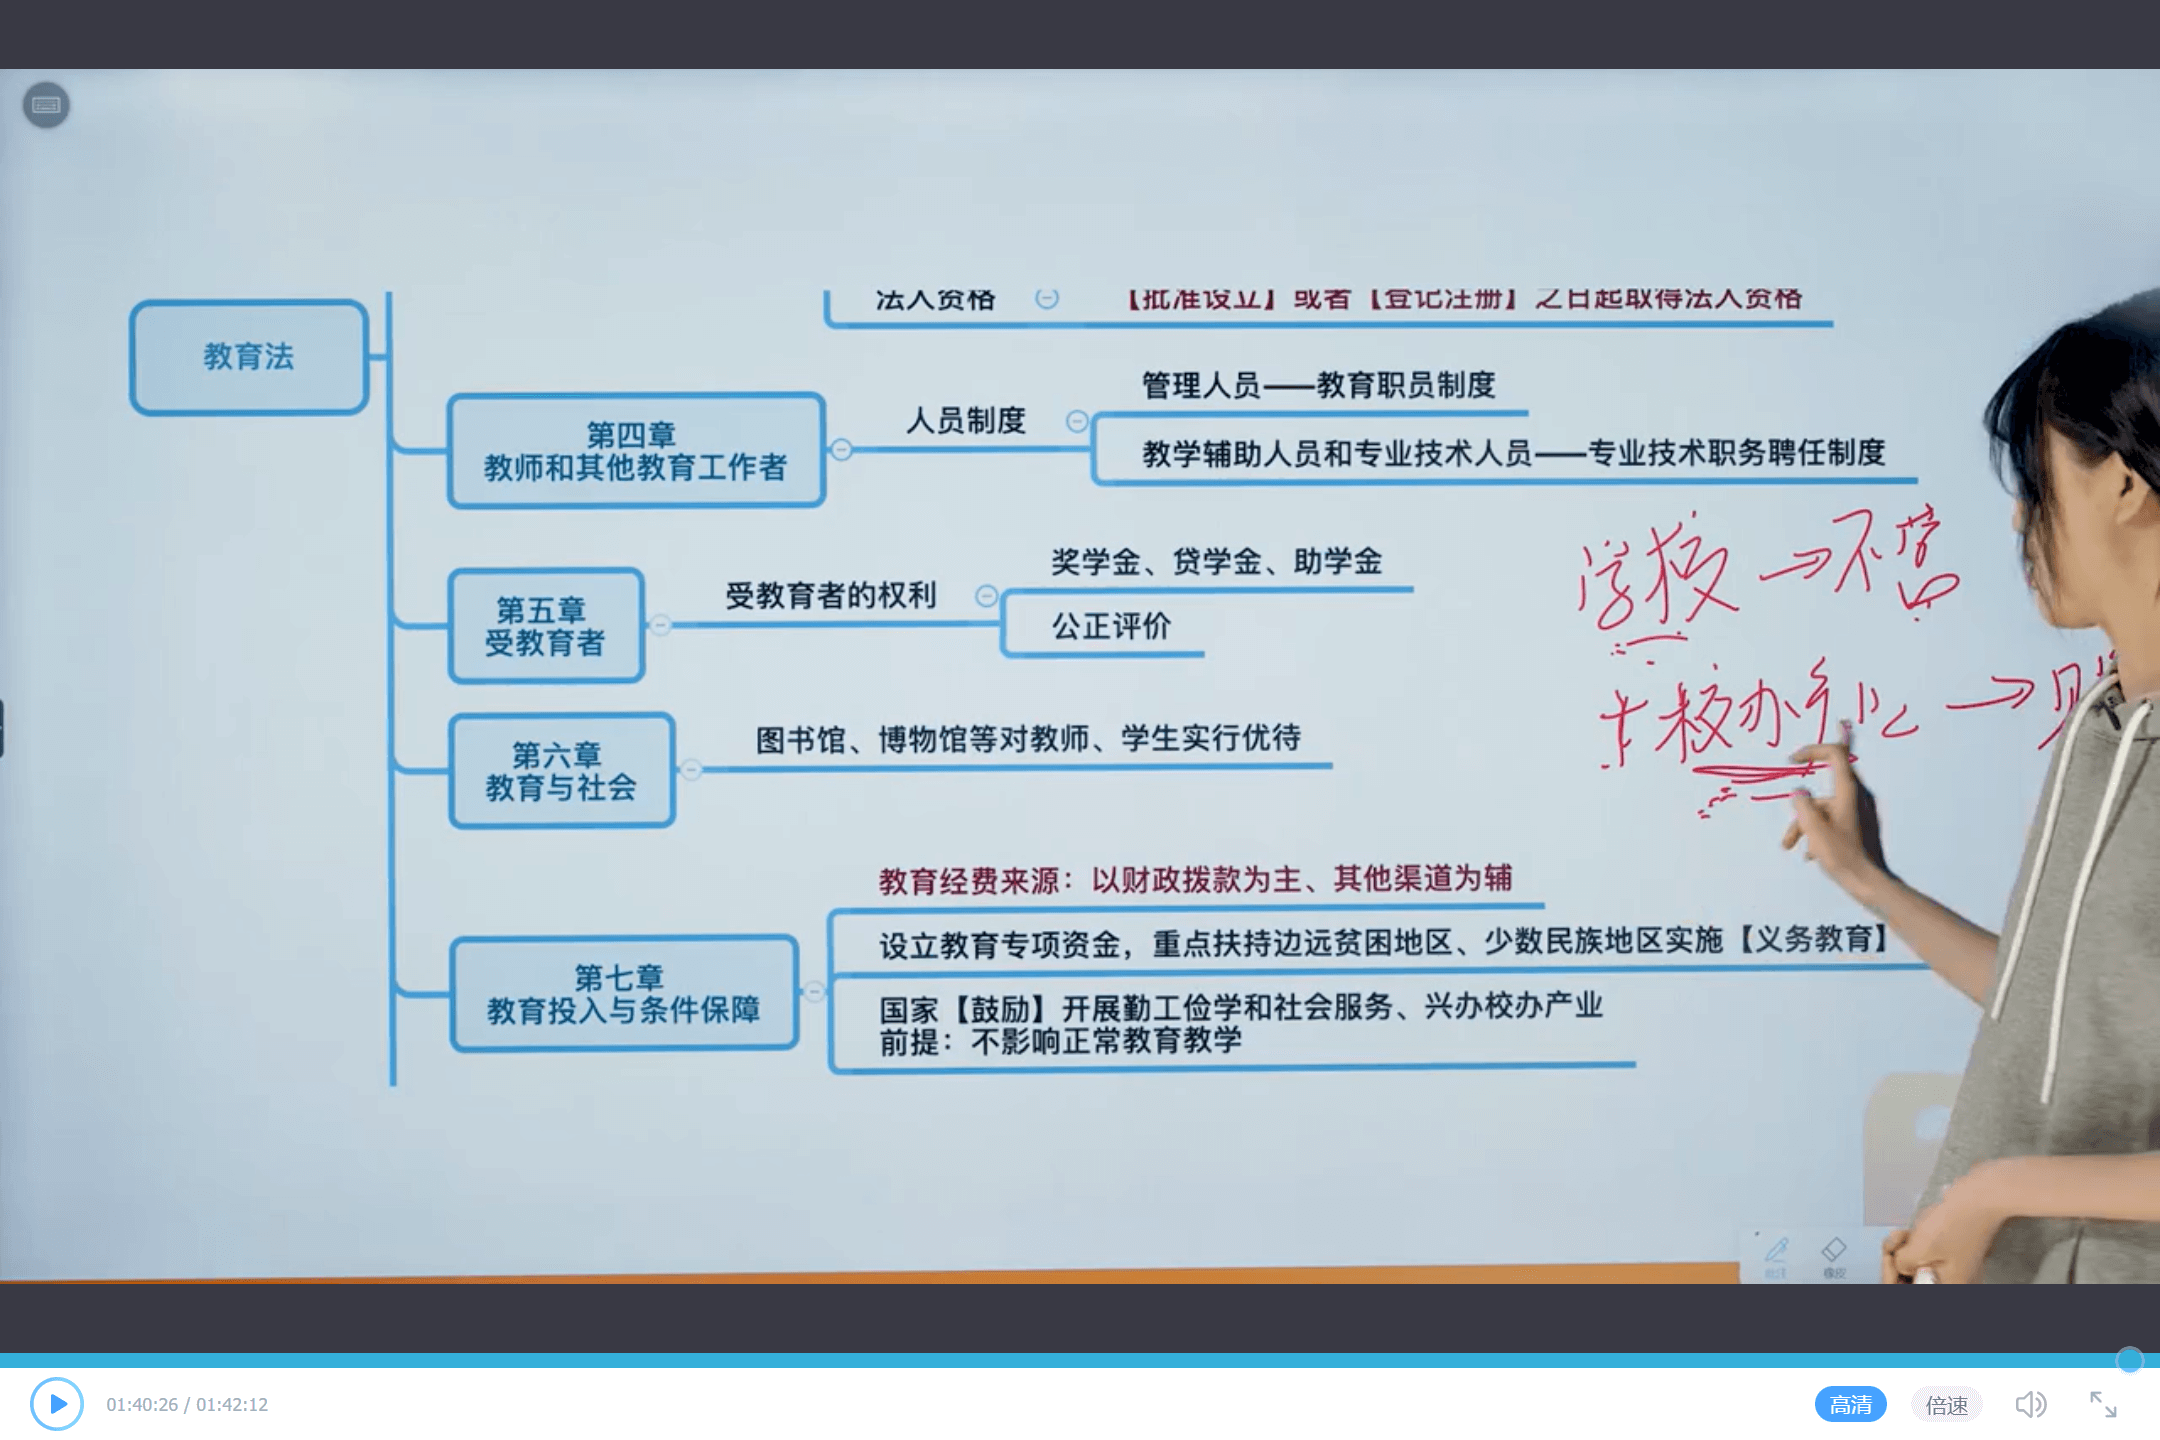 法人资格
【批准设立】或者【登记注册】之日起取得法人资格
教育法
管理人员——教育职员制度
人员制度
第四章
教师和其他教育工作者
教学辅助人员和专业技术人员——专业技术职务聘任制度
学校→不营
奖学金、贷学金、助学金
受教育者的权利
第五章
受教育者
公正评价
校办
图书馆、博物馆等对教师、学生实行优待
第六章
教育与社会
教育经费来源：以财政拨款为主、其他渠道为辅
设立教育专项资金，重点扶持边远贫困地区、少数民族地区实施【义务教育】
第七章
教育投入与条件保障
国家【鼓励】开展勤工俭学和社会服务、兴办校办产业
前提：不影响正常教育教学
批注
橡皮
01:40:26 / 01:42:12
高清
倍速